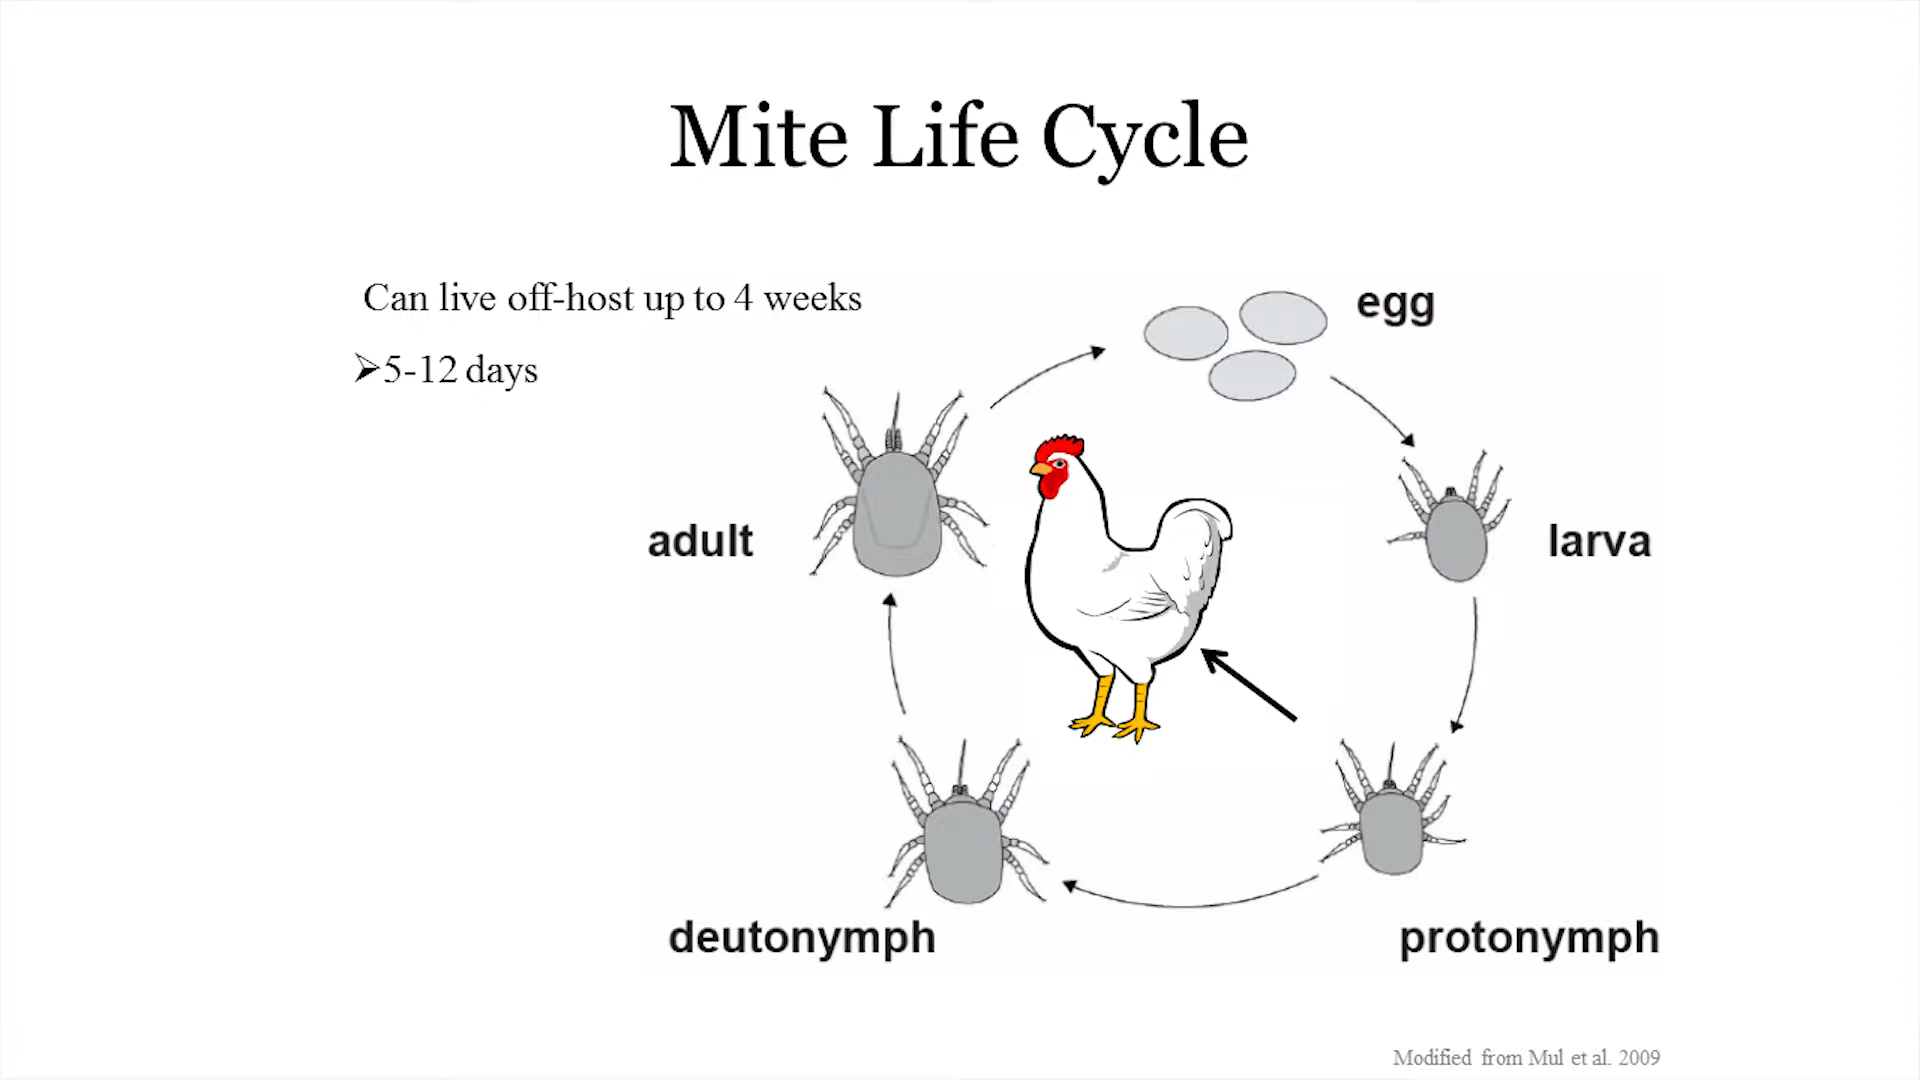 Mite Life Cycle
Can live off-host up to 4 weeks
➢5-12 days
egg
adult
larva
deutonymph
protonymph
Modified from Mul et al. 2009